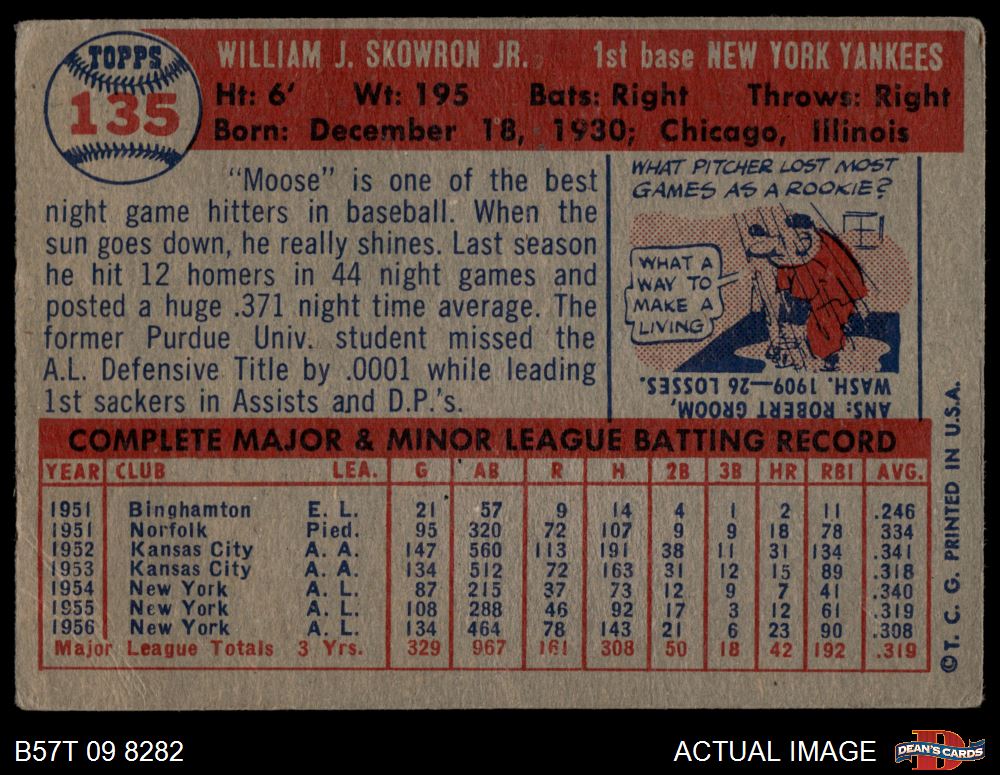 TOPPS
135
WILLIAM J. SKOWRON JR. 1st base NEW YORK YANKEES
Ht: 6' Wt: 195 Bats: Right Throws: Right
Born: December 18, 1930; Chicago, Illinois
"Moose" is one of the best
night game hitters in baseball. When the
sun goes down, he really shines. Last season
he hit 12 homers in 44 night games and
posted a huge .371 night time average. The
former Purdue Univ. student missed the
A.L. Defensive Title by .0001 while leading
1st sackers in Assists and D.P.'s.
WHAT PITCHER LOST MOST
GAMES AS A ROOKIE?
WHAT A
WAY TO
MAKE A
LIVING
ANS: ROBERT GROOM,
WASH. 1909—26 LOSSES.
COMPLETE MAJOR & MINOR LEAGUE BATTING RECORD
YEAR CLUB LEA. G AB R H 2B 3B HR RBI AVG.
1951 Binghamton E. L. 21 57 9 14 4 1 2 11 .246
1951 Norfolk Pied. 95 320 72 107 9 9 18 78 .334
1952 Kansas City A. A. 147 560 113 191 38 11 31 134 .341
1953 Kansas City A. A. 134 512 72 163 31 12 15 89 .318
1954 New York A. L. 87 215 37 73 12 9 7 41 .340
1955 New York A. L. 108 288 46 92 17 3 12 61 .319
1956 New York A. L. 134 464 78 143 21 6 23 90 .308
Major League Totals 3 Yrs. 329 967 161 308 50 18 42 192 .319
© T. C. G. PRINTED IN U.S.A.
B57T 09 8282
ACTUAL IMAGE
DEAN'S CARDS